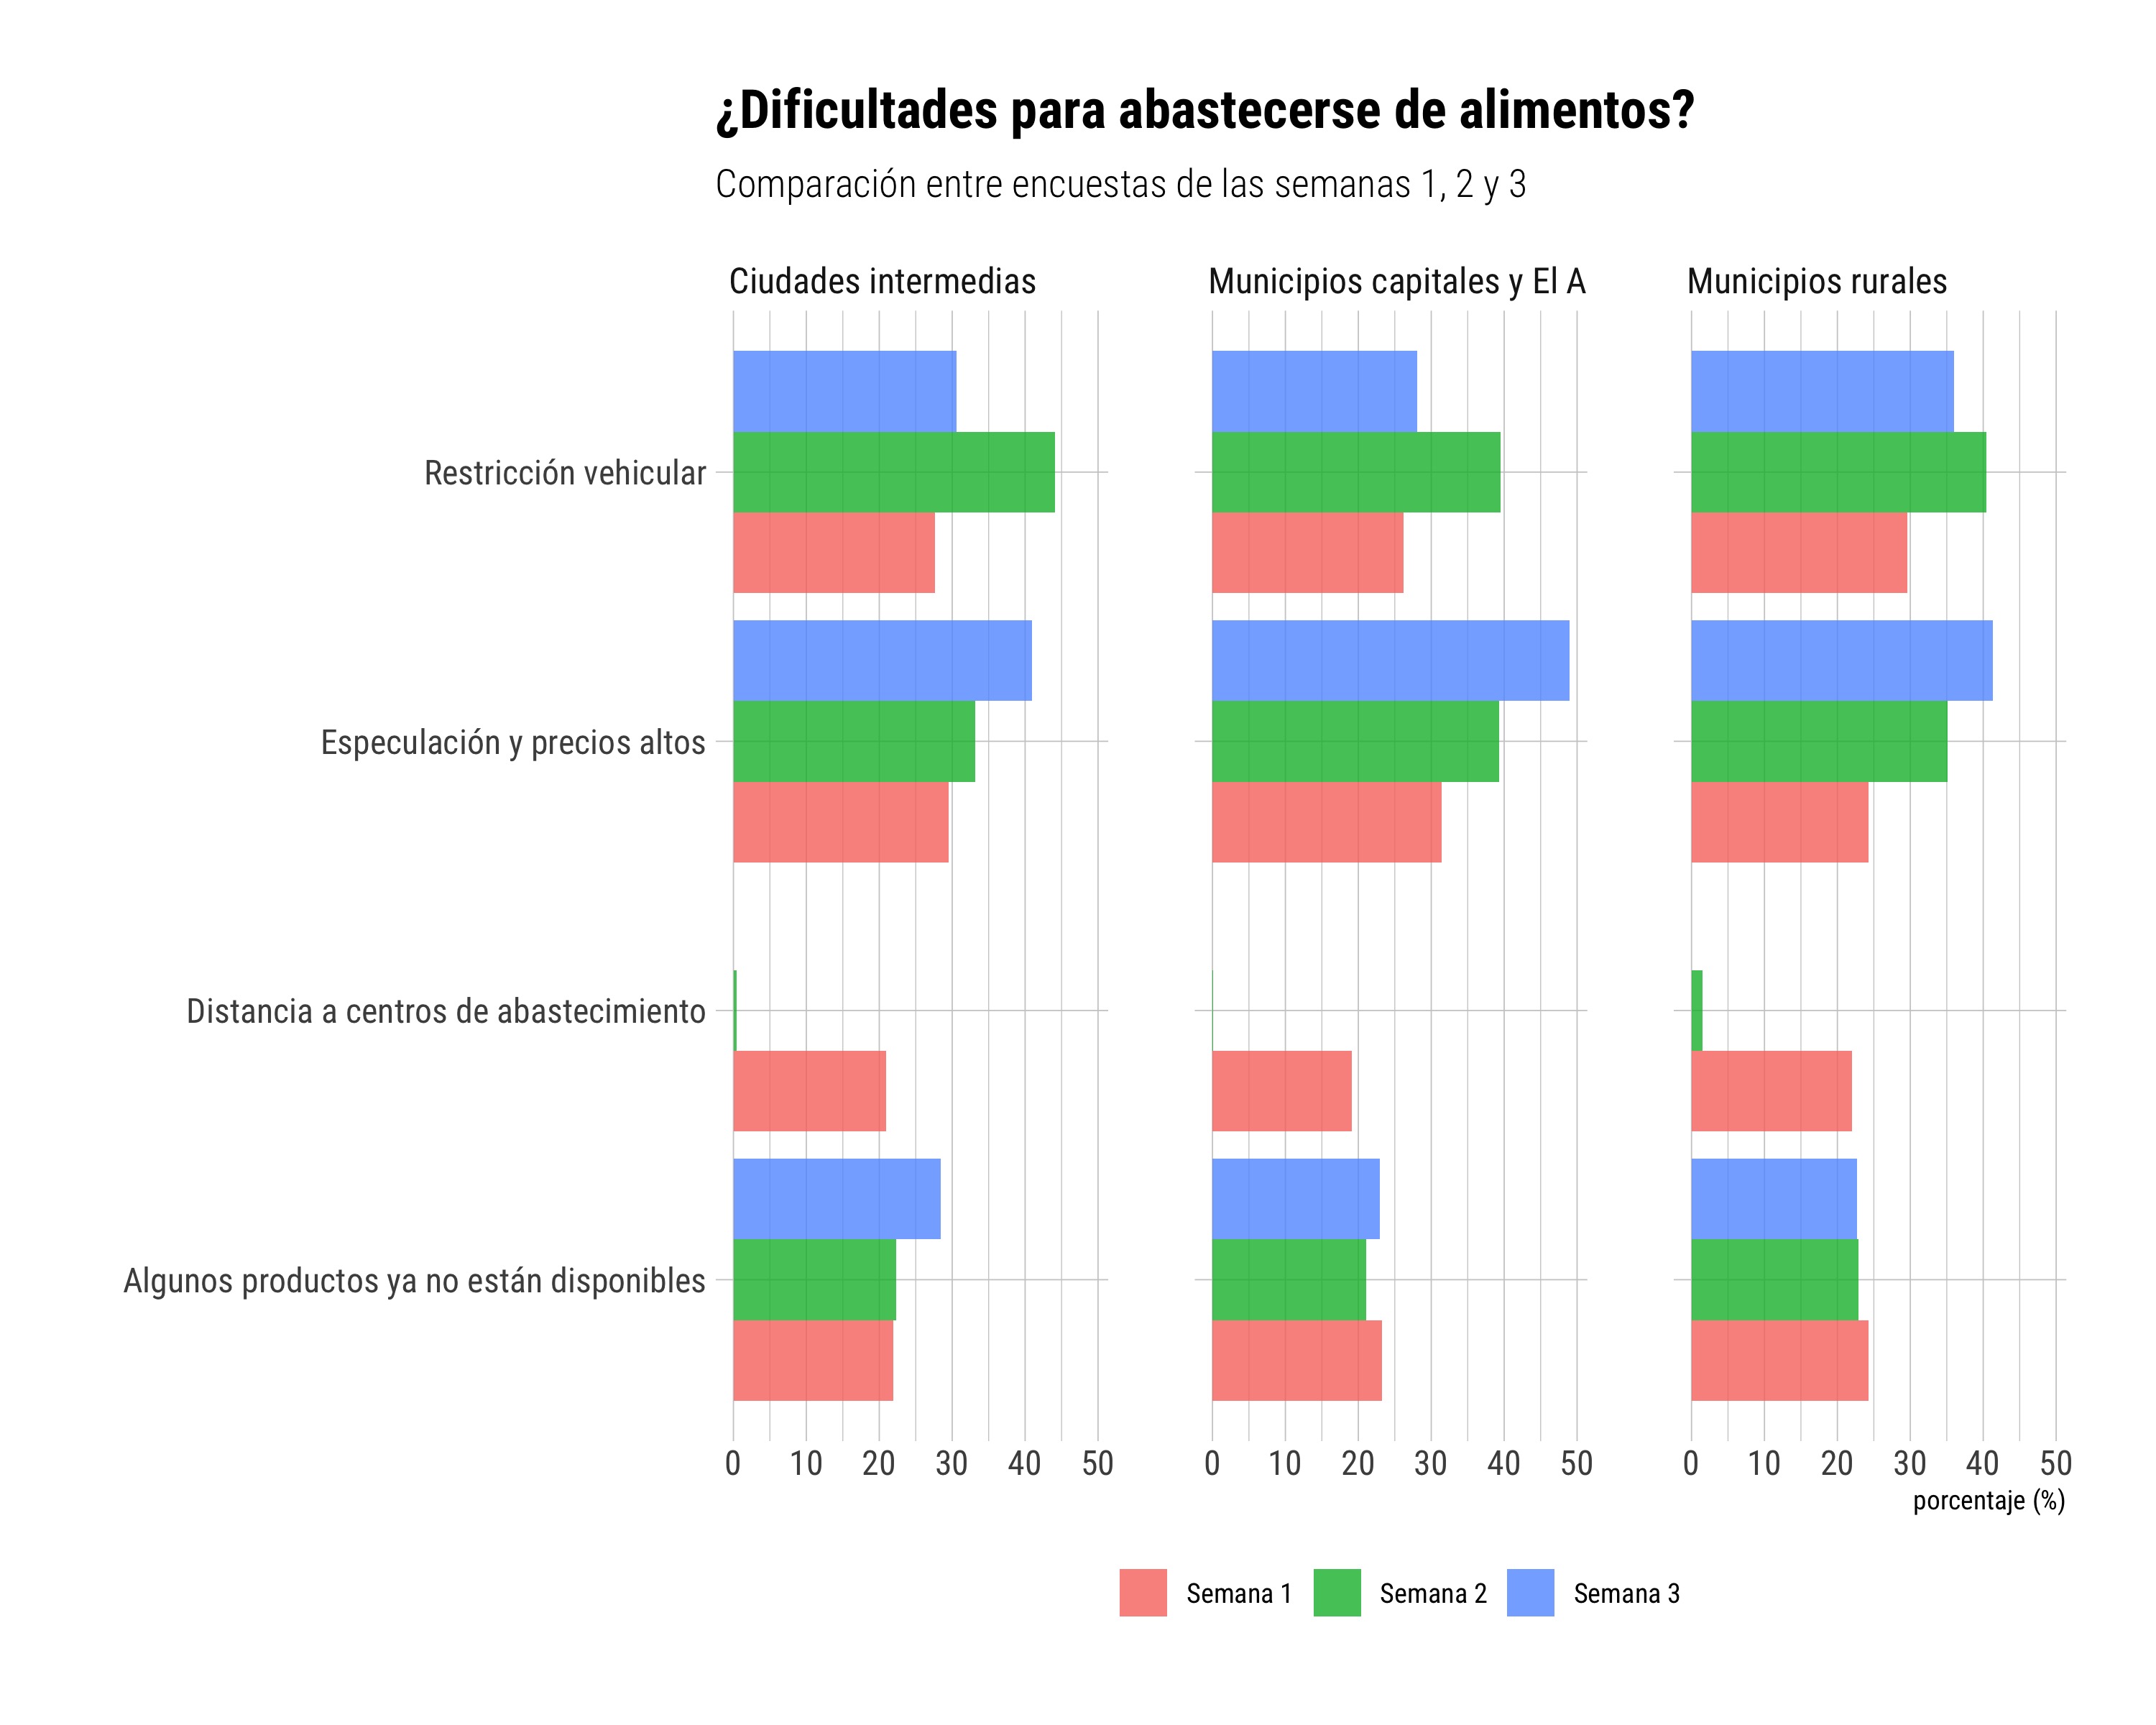 ¿Dificultades para abastecerse de alimentos?
Comparación entre encuestas de las semanas 1, 2 y 3
Ciudades intermedias Municipios capitales y El A Municipios rurales
Restricción vehicular
Especulación y precios altos
Distancia a centros de abastecimiento
Algunos productos ya no están disponibles
0 10 20 30 40 50 0 10 20 30 40 50 0 10 20 30 40 50
porcentaje (%)
Semana 1 Semana 2 Semana 3